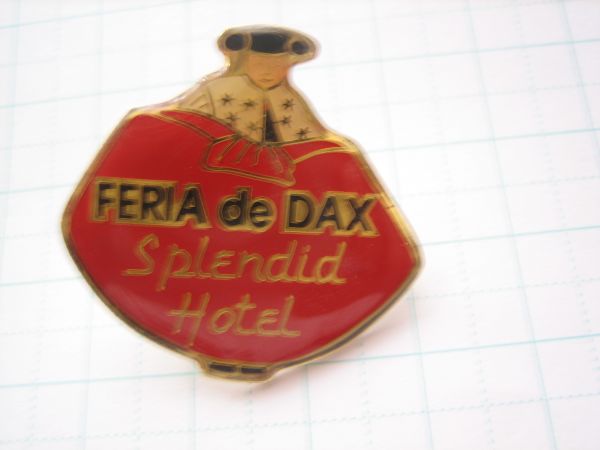 FERIA de DAX
Splendid
Hotel